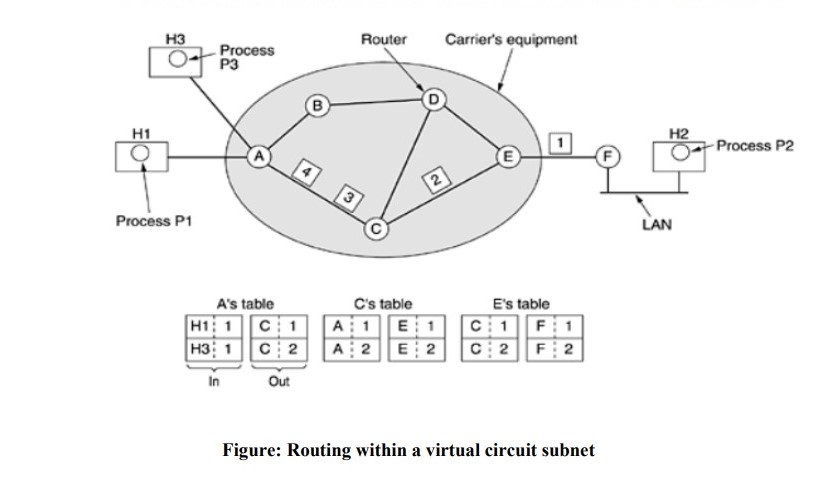 H3
Process
P3
Router
Carrier's equipment
B
D
H1
A
E
1
F
H2
Process P2
4
3
2
C
Process P1
LAN
A's table
C's table
E's table
H1 1 C 1 A 1 E 1 C 1 F 1
H3 1 C 2 A 2 E 2 C 2 F 2
In
Out
Figure: Routing within a virtual circuit subnet